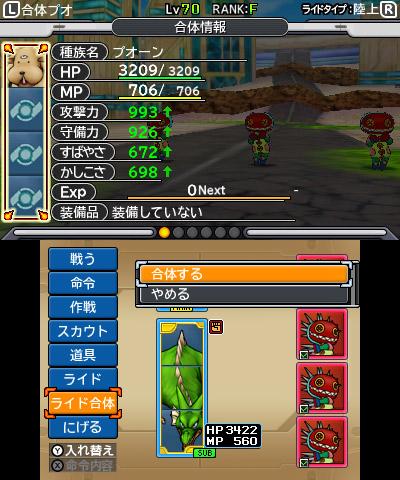 L 合体プオ Lv70 RANK:F ライドタイプ:陸上 R
合体情報
種族名 プオーン
HP 3209/3209
MP 706/706
攻撃力 993↑
守備力 926↑
すばやさ 672↑
かしこさ 698↑
Exp 0 Next -
装備品 装備していない
戦う
命令
作戦
スカウト
道具
ライド
ライド合体
にげる
Y 入れ替え
X 命令内容
合体する
やめる
HP3422
MP 560
SUB